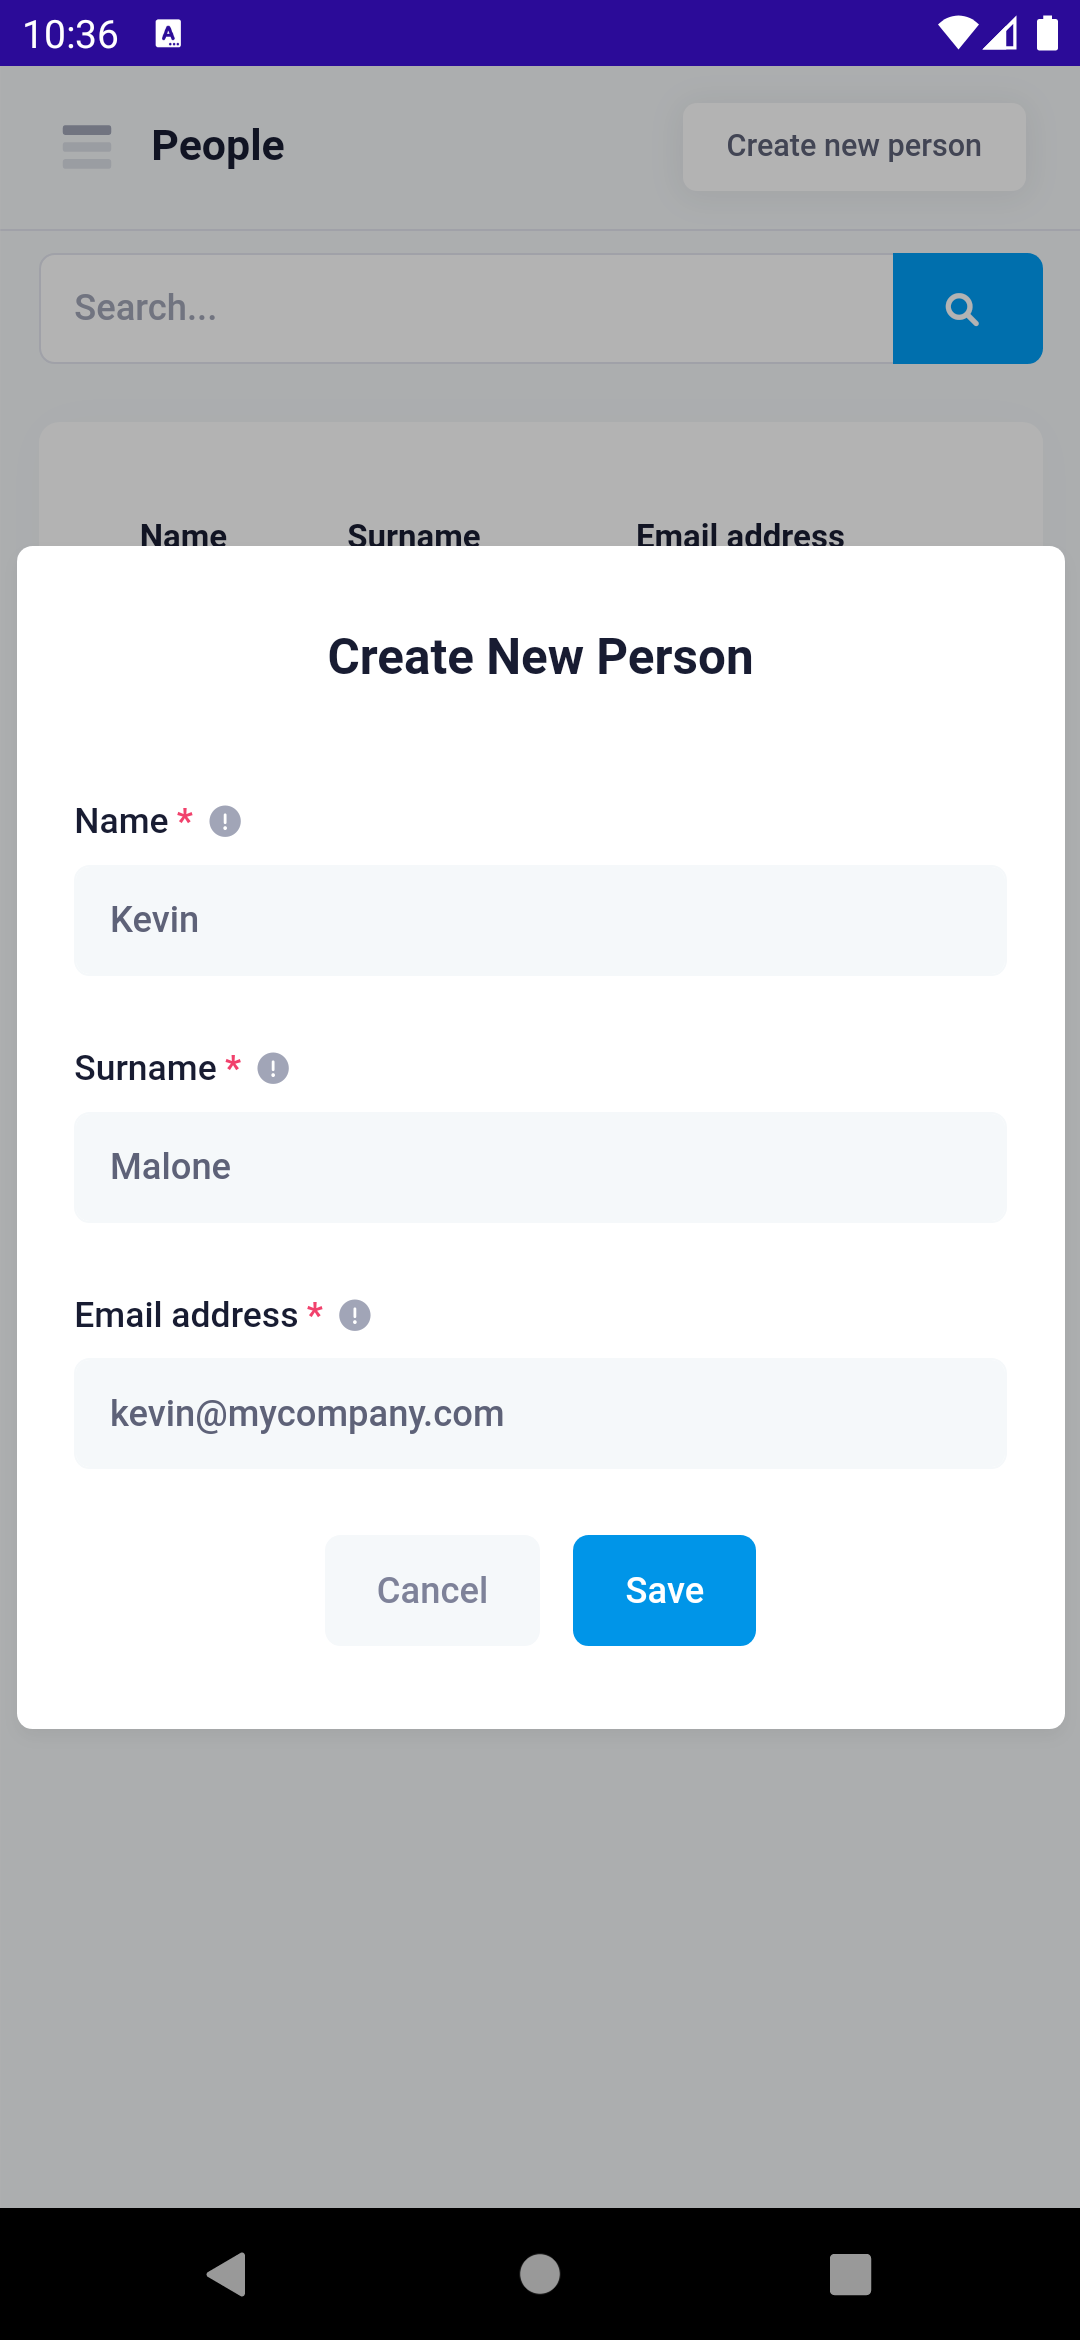 10:36
People
Create new person
Search...
Name Surname Email address
Create New Person
Name *
Kevin
Surname *
Malone
Email address *
kevin@mycompany.com
Cancel Save